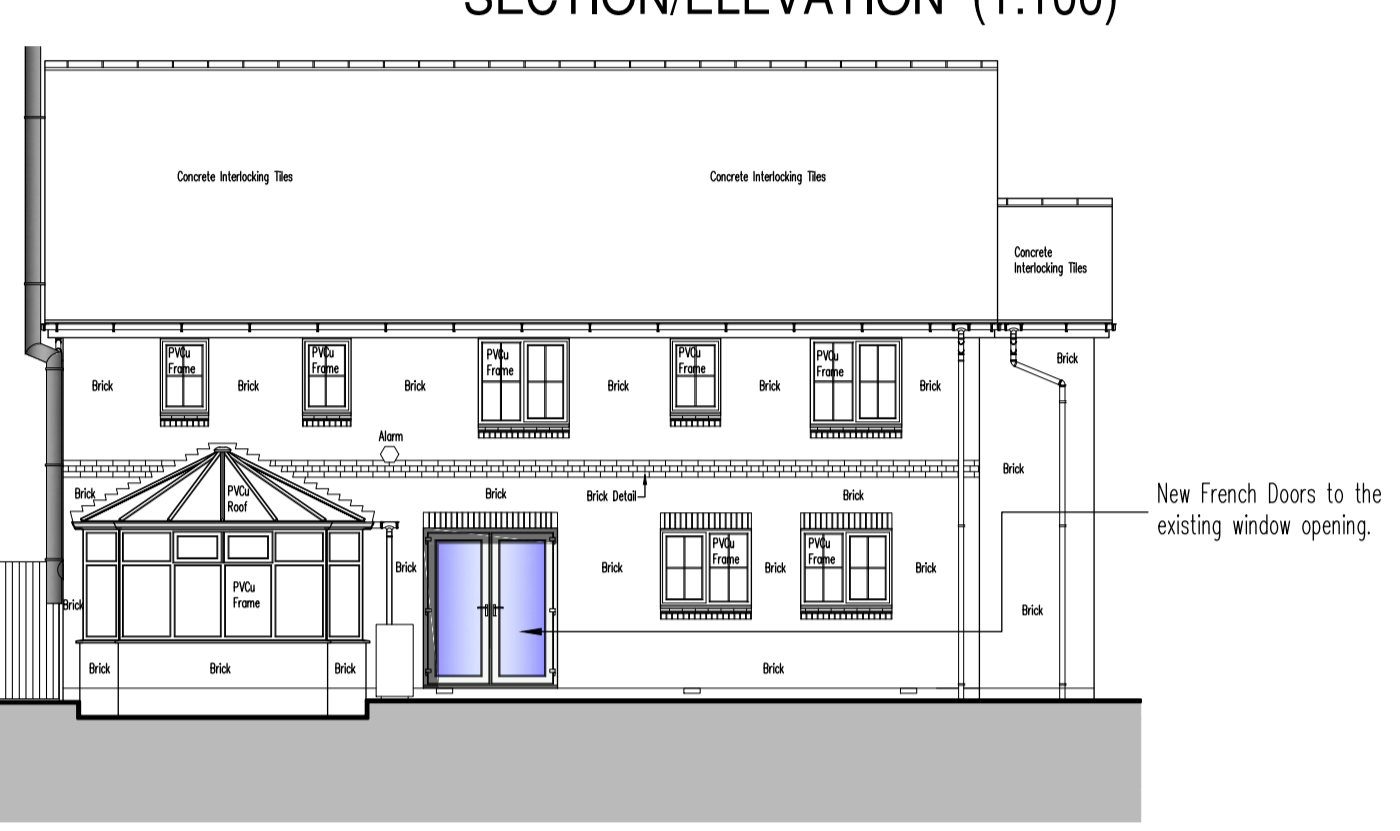 SECTION/ELEVATION (1:100)
Concrete Interlocking Tiles
Concrete Interlocking Tiles
Concrete
Interlocking Tiles
PVCu
Frame
PVCu
Frame
PVCu
Frame
PVCu
Frame
PVCu
Frame
Brick
Brick
Brick
Brick
Brick
Brick
Brick
Alarm
Brick
Brick
PVCu
Roof
Brick
Brick Detail
Brick
New French Doors to the
existing window opening.
PVCu
Frame
PVCu
Frame
Brick
Brick
Brick
Brick
PVCu
Frame
Brick
Brick
Brick
Brick
Brick
Brick